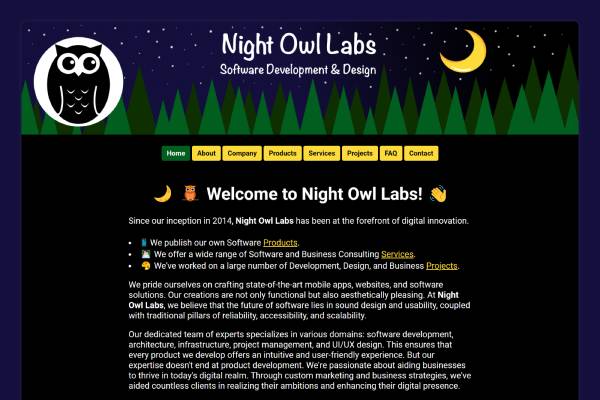 Night Owl Labs
Software Development & Design
Home About Company Products Services Projects FAQ Contact
Welcome to Night Owl Labs!
Since our inception in 2014, Night Owl Labs has been at the forefront of digital innovation.
We publish our own Software Products.
We offer a wide range of Software and Business Consulting Services.
We've worked on a large number of Development, Design, and Business Projects.
We pride ourselves on crafting state-of-the-art mobile apps, websites, and software
solutions. Our creations are not only functional but also aesthetically pleasing. At Night
Owl Labs, we believe that the future of software lies in sound design and usability, coupled
with traditional pillars of reliability, accessibility, and scalability.
Our dedicated team of experts specializes in various domains: software development,
architecture, infrastructure, project management, and UI/UX design. This ensures that
every product we develop offers an intuitive and user-friendly experience. But our
expertise doesn't end at product development. We're passionate about aiding businesses
to thrive in today's digital realm. Through custom marketing and business strategies, we've
aided countless clients in realizing their ambitions and enhancing their digital presence.